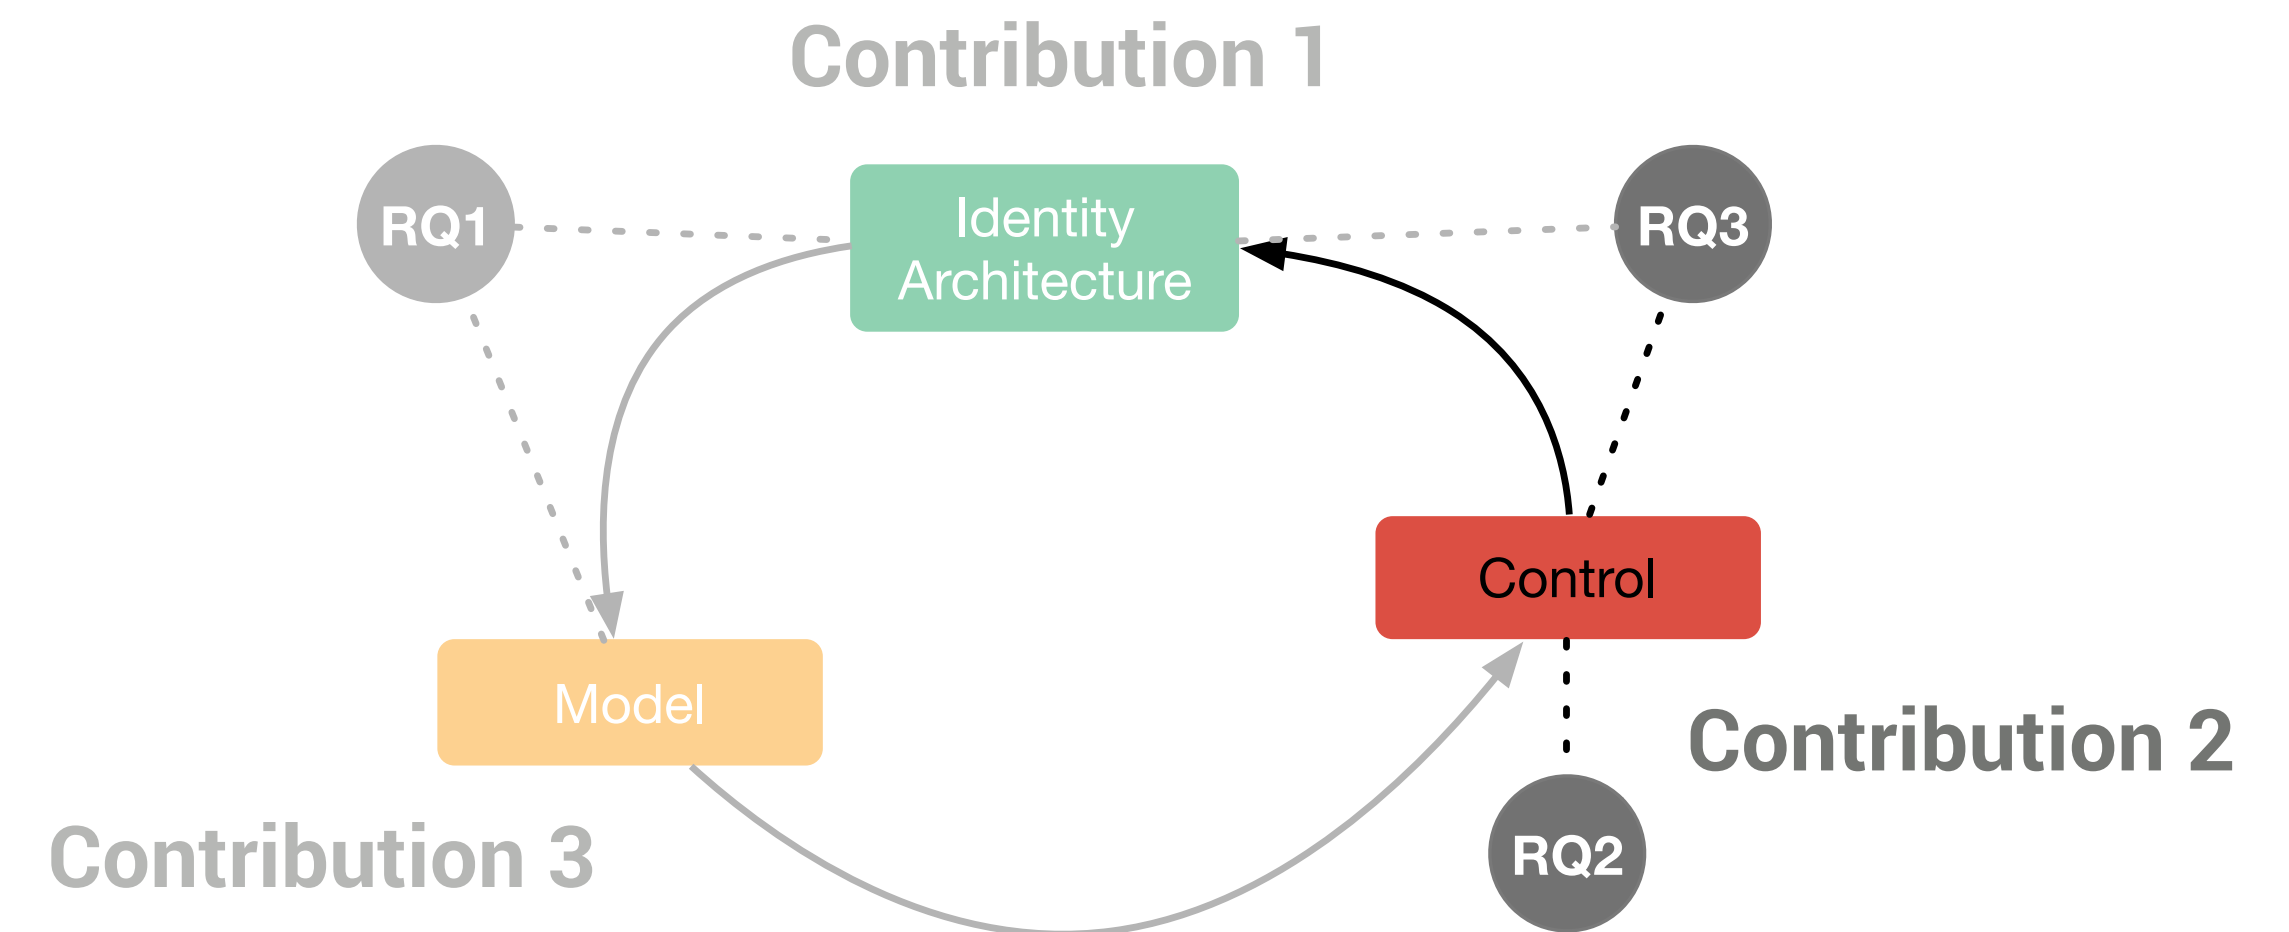 Contribution 1
RQ1
Identity
Architecture
RQ3
Control
Model
Contribution 2
Contribution 3
RQ2